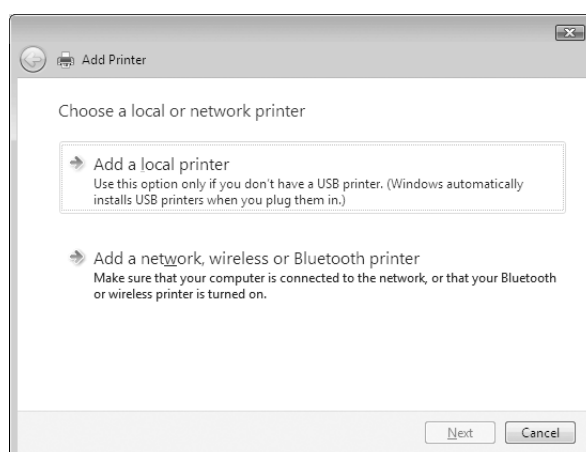 Add Printer
Choose a local or network printer
Add a local printer
Use this option only if you don't have a USB printer. (Windows automatically
installs USB printers when you plug them in.)
Add a network, wireless or Bluetooth printer
Make sure that your computer is connected to the network, or that your Bluetooth
or wireless printer is turned on.
Next Cancel